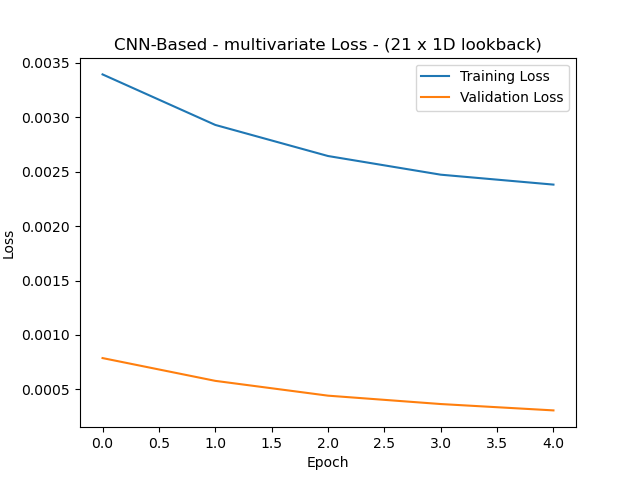 CNN-Based - multivariate Loss - (21 x 1D lookback)
Training Loss
Validation Loss
Loss
0.0035
0.0030
0.0025
0.0020
0.0015
0.0010
0.0005
0.0 0.5 1.0 1.5 2.0 2.5 3.0 3.5 4.0
Epoch